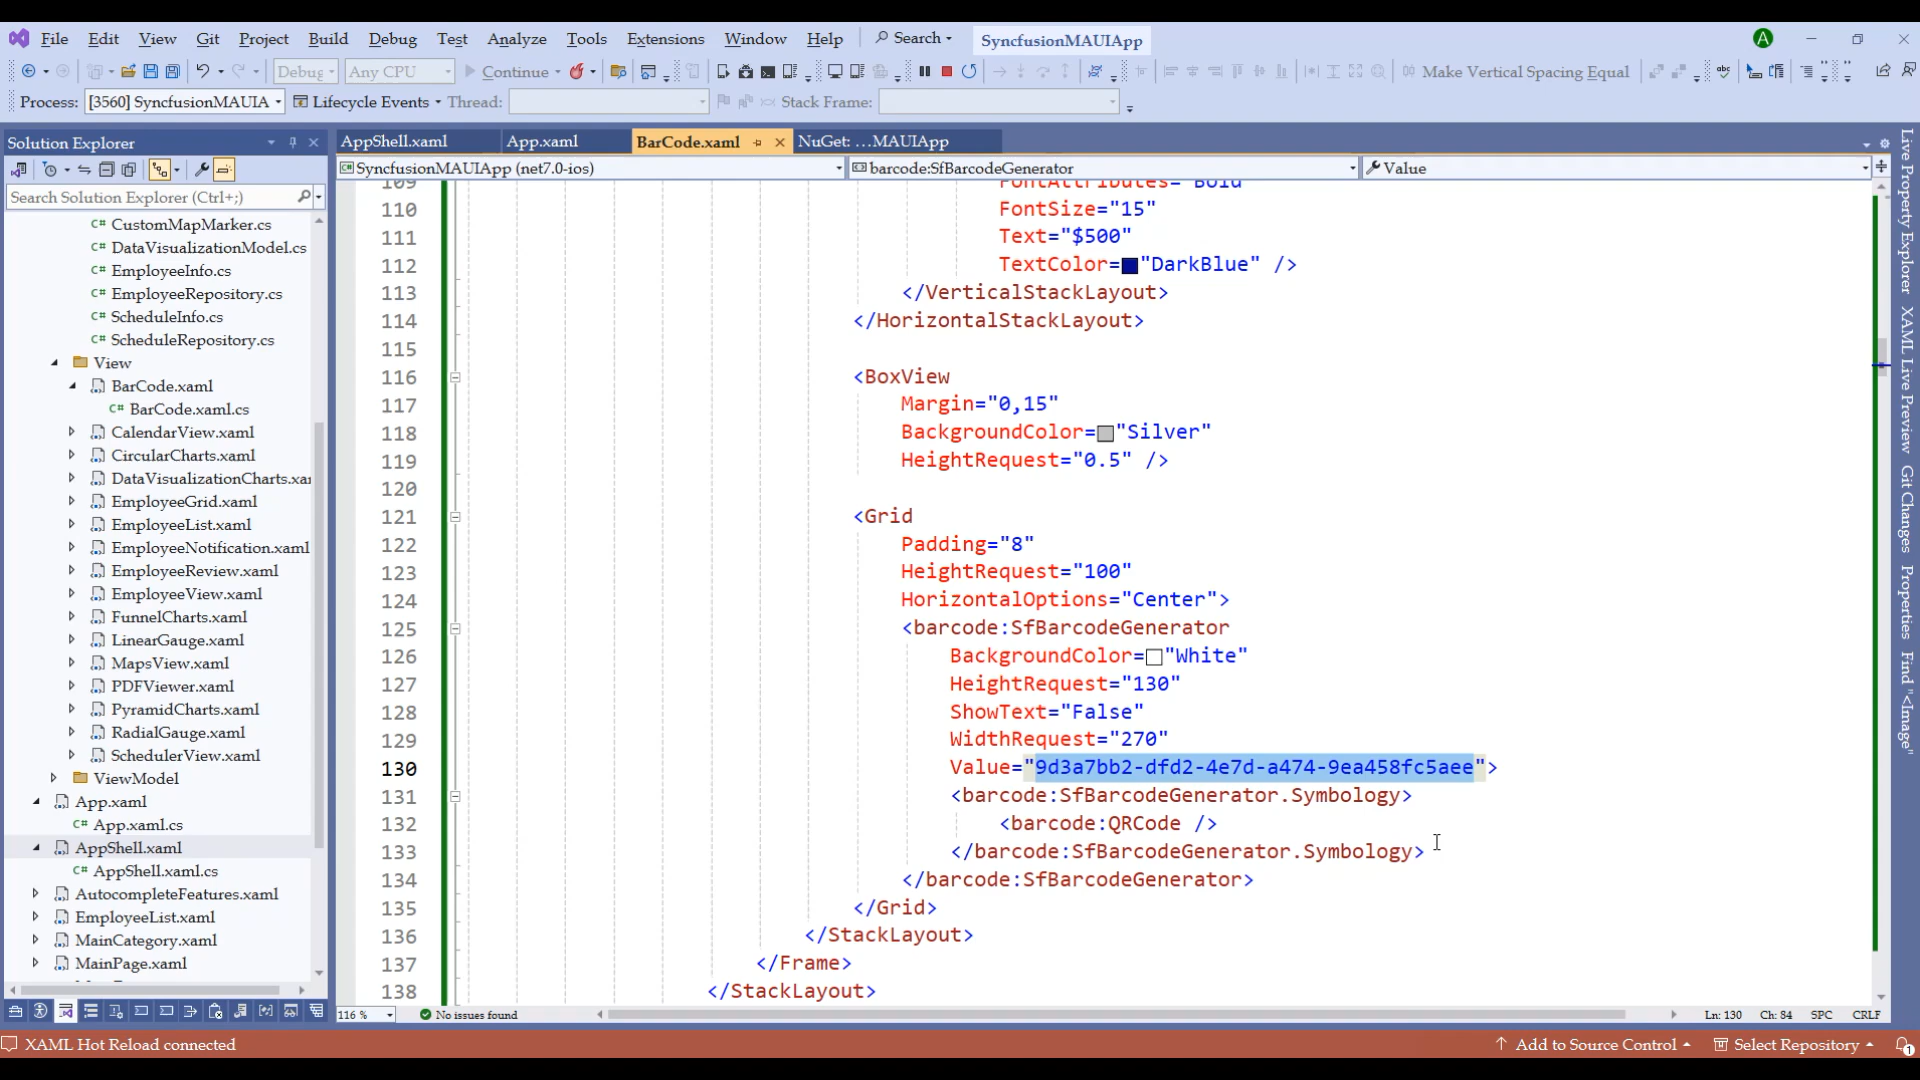 File Edit View Git Project Build Debug Test Analyze Tools Extensions Window Help Search SyncfusionMAUIApp A
Debug Any CPU Continue Make Vertical Spacing Equal
Process: [3560] SyncfusionMAUIA Lifecycle Events Thread: Stack Frame:
Solution Explorer
Search Solution Explorer (Ctrl+;)
C# CustomMapMarker.cs
C# DataVisualizationModel.cs
C# EmployeeInfo.cs
C# EmployeeRepository.cs
C# ScheduleInfo.cs
C# ScheduleRepository.cs
View
BarCode.xaml
C# BarCode.xaml.cs
CalendarView.xaml
CircularCharts.xaml
DataVisualizationCharts.xa
EmployeeGrid.xaml
EmployeeList.xaml
EmployeeNotification.xaml
EmployeeReview.xaml
EmployeeView.xaml
FunnelCharts.xaml
LinearGauge.xaml
MapsView.xaml
PDFViewer.xaml
PyramidCharts.xaml
RadialGauge.xaml
SchedulerView.xaml
ViewModel
App.xaml
C# App.xaml.cs
AppShell.xaml
C# AppShell.xaml.cs
AutocompleteFeatures.xaml
EmployeeList.xaml
MainCategory.xaml
MainPage.xaml
AppShell.xaml App.xaml BarCode.xaml NuGet: ...MAUIApp
SyncfusionMAUIApp (net7.0-ios) barcode:SfBarcodeGenerator Value
109 FontAttributes="Bold"
110 FontSize="15"
111 Text="$500"
112 TextColor="DarkBlue" />
113 </VerticalStackLayout>
114 </HorizontalStackLayout>
115
116 <BoxView
117 Margin="0,15"
118 BackgroundColor="Silver"
119 HeightRequest="0.5" />
120
121 <Grid
122 Padding="8"
123 HeightRequest="100"
124 HorizontalOptions="Center">
125 <barcode:SfBarcodeGenerator
126 BackgroundColor="White"
127 HeightRequest="130"
128 ShowText="False"
129 WidthRequest="270"
130 Value="9d3a7bb2-dfd2-4e7d-a474-9ea458fc5aee">
131 <barcode:SfBarcodeGenerator.Symbology>
132 <barcode:QRCode />
133 </barcode:SfBarcodeGenerator.Symbology>
134 </barcode:SfBarcodeGenerator>
135 </Grid>
136 </StackLayout>
137 </Frame>
138 </StackLayout>
116 % No issues found Ln: 130 Ch: 84 SPC CRLF
Live Property Explorer
XAML Live Preview
Git Changes
Properties
Find "<Image"
XAML Hot Reload connected Add to Source Control Select Repository 1